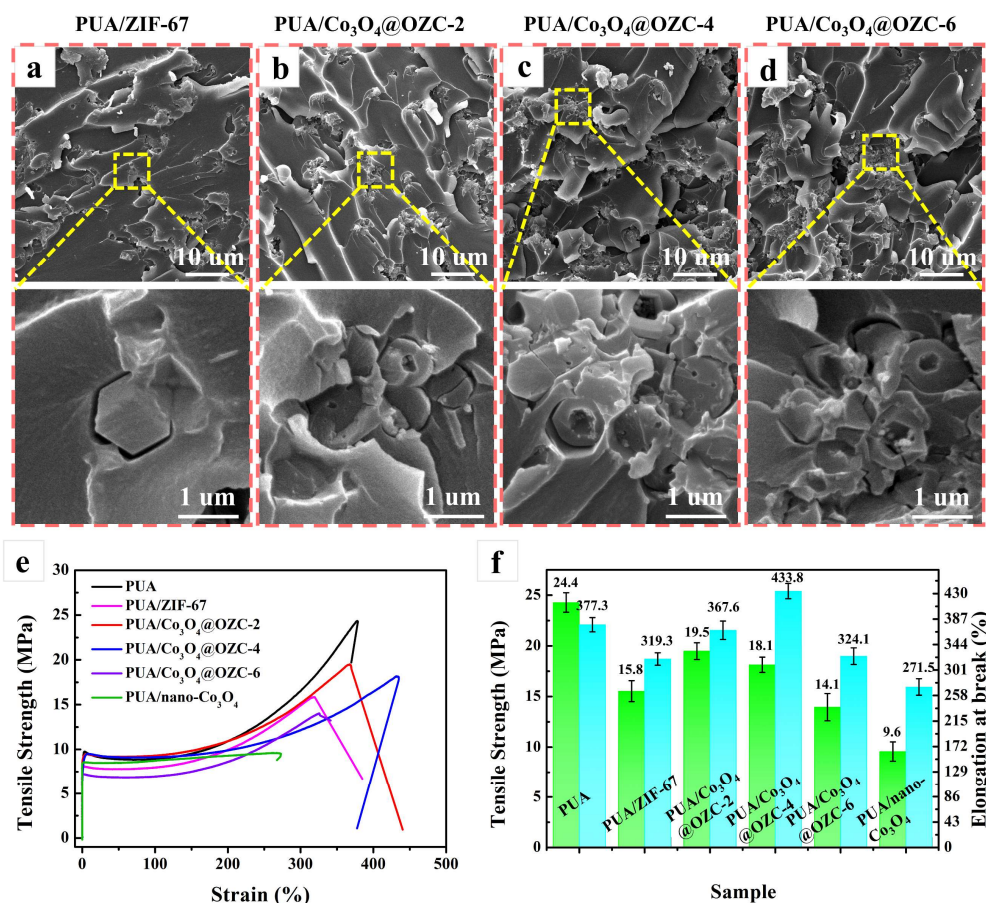 PUA/ZIF-67
PUA/Co₃O₄@OZC-2
PUA/Co₃O₄@OZC-4
PUA/Co₃O₄@OZC-6
a
b
c
d
10 um
10 um
10 um
10 um
1 um
1 um
1 um
1 um
e
Tensile Strength (MPa)
30
25
20
15
10
5
0
PUA
PUA/ZIF-67
PUA/Co₃O₄@OZC-2
PUA/Co₃O₄@OZC-4
PUA/Co₃O₄@OZC-6
PUA/nano-Co₃O₄
0
100
200
300
400
500
Strain (%)
f
Tensile Strength (MPa)
25
20
15
10
5
0
24.4
377.3
15.8
319.3
19.5
367.6
18.1
433.8
14.1
324.1
9.6
271.5
PUA
PUA/ZIF-67
PUA/Co₃O₄
@OZC-2
PUA/Co₃O₄
@OZC-4
PUA/Co₃O₄
@OZC-6
PUA/nano-
Co₃O₄
430
387
344
301
258
215
172
129
86
43
0
Elongation at break (%)
Sample